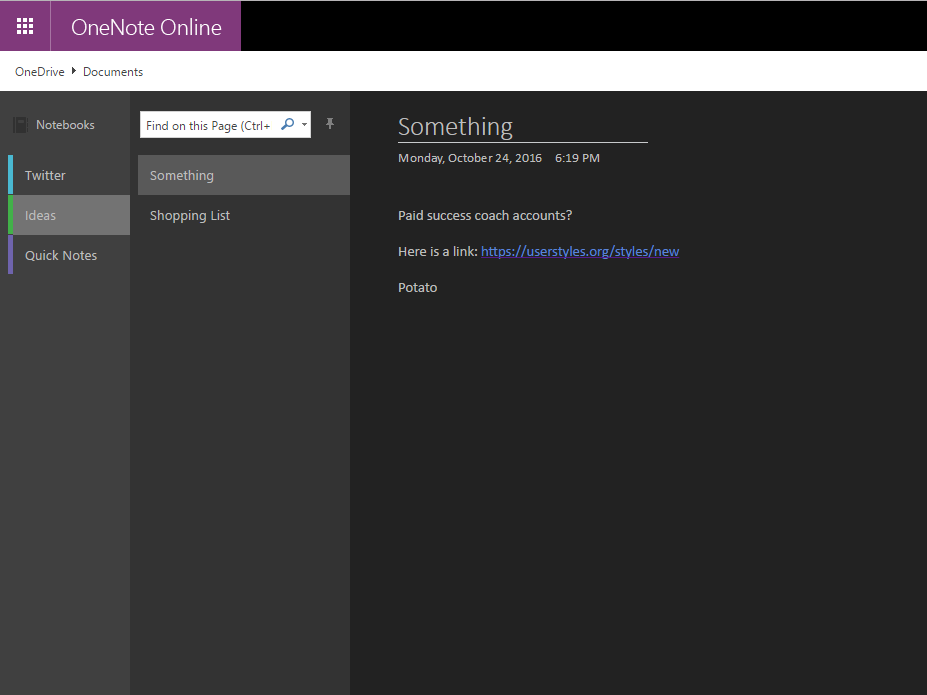 OneNote Online
OneDrive Documents
Notebooks
Twitter
Ideas
Quick Notes
Find on this Page (Ctrl+
Something
Shopping List
Something
Monday, October 24, 2016 6:19 PM
Paid success coach accounts?
Here is a link: https://userstyles.org/styles/new
Potato